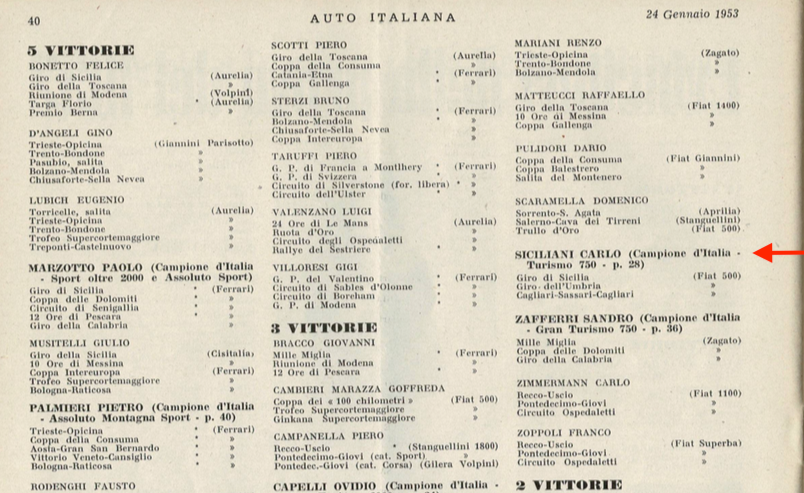 40
AUTO ITALIANA
24 Gennaio 1953
5 VITTORIE
BONETTO FELICE
Giro di Sicilia (Aurelia)
Giro della Toscana »
Riunione di Modena (Volpini)
Targa Florio * (Aurelia)
Premio Berna »
D'ANGELI GINO
Trieste-Opicina (Giannini Parisotto)
Trento-Bondone »
Pasubio, salita »
Bolzano-Mendola »
Chiusaforte-Sella Nevea »
LUBICH EUGENIO
Torricelle, salita (Aurelia)
Trieste-Opicina »
Trento-Bondone »
Trofeo Supercortemaggiore »
Treponti-Castelnuovo »
MARZOTTO PAOLO (Campione d'Italia
- Sport oltre 2000 e Assoluto Sport)
Giro di Sicilia * (Ferrari)
Coppa delle Dolomiti * »
Circuito di Senigallia * »
12 Ore di Pescara * »
Giro della Calabria * »
MUSITELLI GIULIO
Giro della Sicilia (Cisitalia)
10 Ore di Messina »
Coppa Intereuropa * (Ferrari)
Trofeo Supercortemaggiore »
Bologna-Raticosa »
PALMIERI PIETRO (Campione d'Italia
- Assoluto Montagna Sport - p. 40)
Trieste-Opicina * (Ferrari)
Coppa della Consuma * »
Aosta-Gran San Bernardo * »
Vittorio Veneto-Cansiglio * »
Bologna-Raticosa * »
RODENGHI FAUSTO
SCOTTI PIERO
Giro della Toscana (Aurelia)
Coppa della Consuma »
Catania-Etna * (Ferrari)
Coppa Gallenga * »
STERZI BRUNO
Giro della Toscana * (Ferrari)
Bolzano-Mendola * »
Chiusaforte-Sella Nevea »
Coppa Intereuropa * »
TARUFFI PIERO
G. P. di Francia a Montlhery * (Ferrari)
G. P. di Svizzera * »
Circuito di Silverstone (for. libera) * »
Circuito dell'Ulster * »
VALENZANO LUIGI
24 Ore di Le Mans (Aurelia)
Ruota d'Oro »
Circuito degli Ospedaletti »
Rallye del Sestriere * »
VILLORESI GIGI
G. P. del Valentino * (Ferrari)
Circuito di Sables d'Olonne * »
Circuito di Boreham * »
G. P. di Modena * »
3 VITTORIE
BRACCO GIOVANNI
Mille Miglia * (Ferrari)
Riunione di Modena »
12 Ore di Pescara * »
CAMBIERI MARAZZA GOFFREDA
Coppa dei « 100 chilometri » (Fiat 500)
Trofeo Supercortemaggiore »
Ginkana Supercortemaggiore »
CAMPANELLA PIERO
Recco-Uscio * (Stanguellini 1800)
Pontedecimo-Giovi (cat. Sport) * »
Pontedec.-Giovi (cat. Corsa) (Gilera Volpini)
CAPELLI OVIDIO (Campione d'Italia -
MARIANI RENZO
Trieste-Opicina (Zagato)
Trento-Bondone »
Bolzano-Mendola »
MATTEUCCI RAFFAELLO
Giro della Toscana (Fiat 1400)
10 Ore di Messina »
Coppa Gallenga »
PULIDORI DARIO
Coppa della Consuma (Fiat Giannini)
Coppa Balestrero »
Salita del Montenero »
SCARAMELLA DOMENICO
Sorrento-S. Agata (Aprilia)
Salerno-Cava dei Tirreni (Stanguellini)
Trullo d'Oro (Fiat 500)
SICILIANI CARLO (Campione d'Italia -
Turismo 750 - p. 28)
Giro di Sicilia (Fiat 500)
Giro dell'Umbria »
Cagliari-Sassari-Cagliari »
ZAFFERRI SANDRO (Campione d'Italia
- Gran Turismo 750 - p. 36)
Mille Miglia (Zagato)
Coppa delle Dolomiti »
Giro della Calabria »
ZIMMERMANN CARLO
Recco-Uscio (Fiat 1100)
Pontedecimo-Giovi »
Circuito Ospedaletti »
ZOPPOLI FRANCO
Recco-Uscio (Fiat Superba)
Pontedecimo-Giovi »
Circuito Ospedaletti »
2 VITTORIE